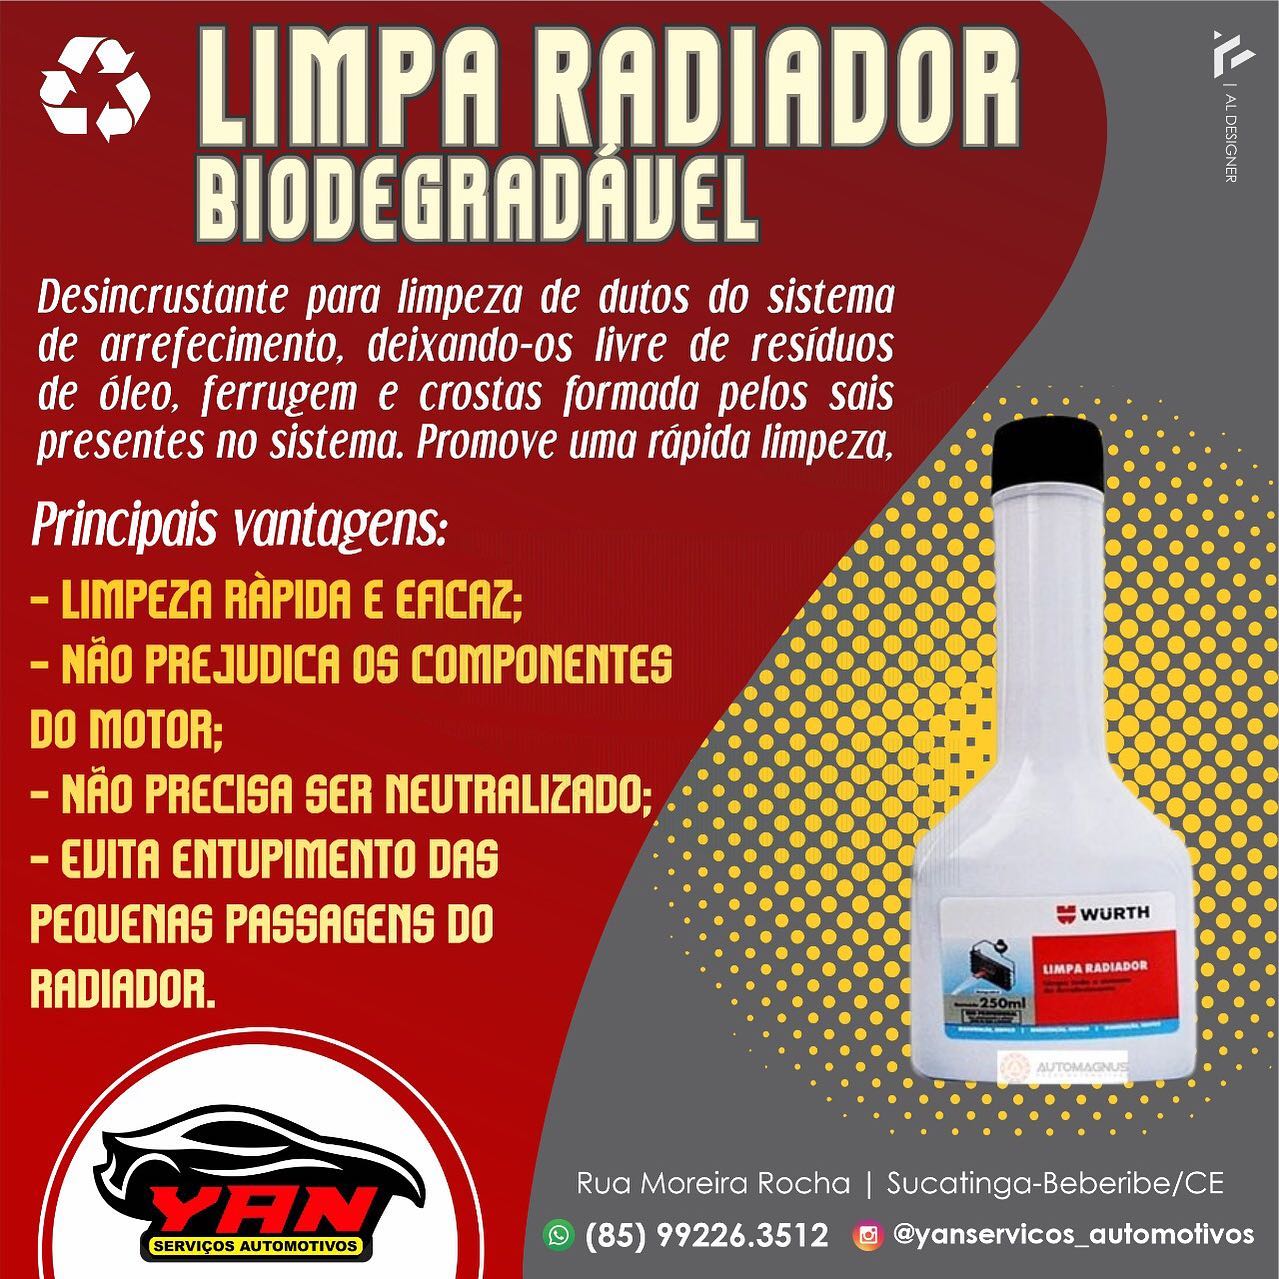 LIMPA RADIADOR
BIODEGRADÁVEL
AL DESIGNER
Desincrustante para limpeza de dutos do sistema
de arrefecimento, deixando-os livre de resíduos
de óleo, ferrugem e crostas formada pelos sais
presentes no sistema. Promove uma rápida limpeza,
Principais vantagens:
- LIMPEZA RÀPIDA E EFICAZ;
- NÃO PREJUDICA OS COMPONENTES
DO MOTOR;
- NÃO PRECISA SER NEUTRALIZADO;
- EVITA ENTUPIMENTO DAS
PEQUENAS PASSAGENS DO
RADIADOR.
WÜRTH
LIMPA RADIADOR
250ml
AUTOMAGNUS
YAN
SERVIÇOS AUTOMOTIVOS
Rua Moreira Rocha | Sucatinga-Beberibe/CE
(85) 99226.3512 @yanservicos_automotivos